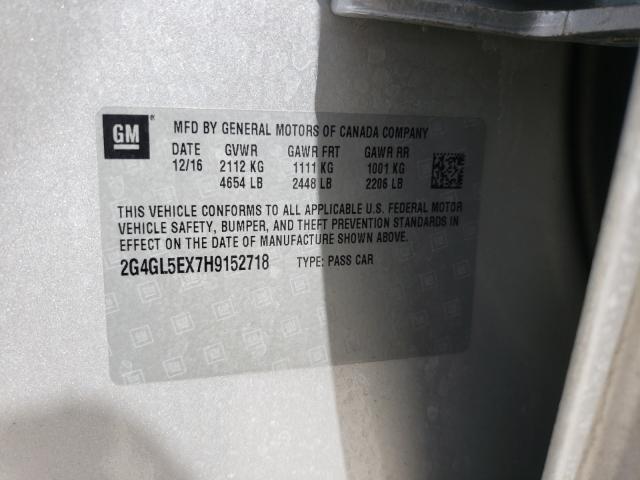 GM
®
MFD BY GENERAL MOTORS OF CANADA COMPANY
DATE GVWR GAWR FRT GAWR RR
12/16 2112 KG 1111 KG 1001 KG
4654 LB 2448 LB 2206 LB
THIS VEHICLE CONFORMS TO ALL APPLICABLE U.S. FEDERAL MOTOR
VEHICLE SAFETY, BUMPER, AND THEFT PREVENTION STANDARDS IN
EFFECT ON THE DATE OF MANUFACTURE SHOWN ABOVE.
2G4GL5EX7H9152718 TYPE: PASS CAR